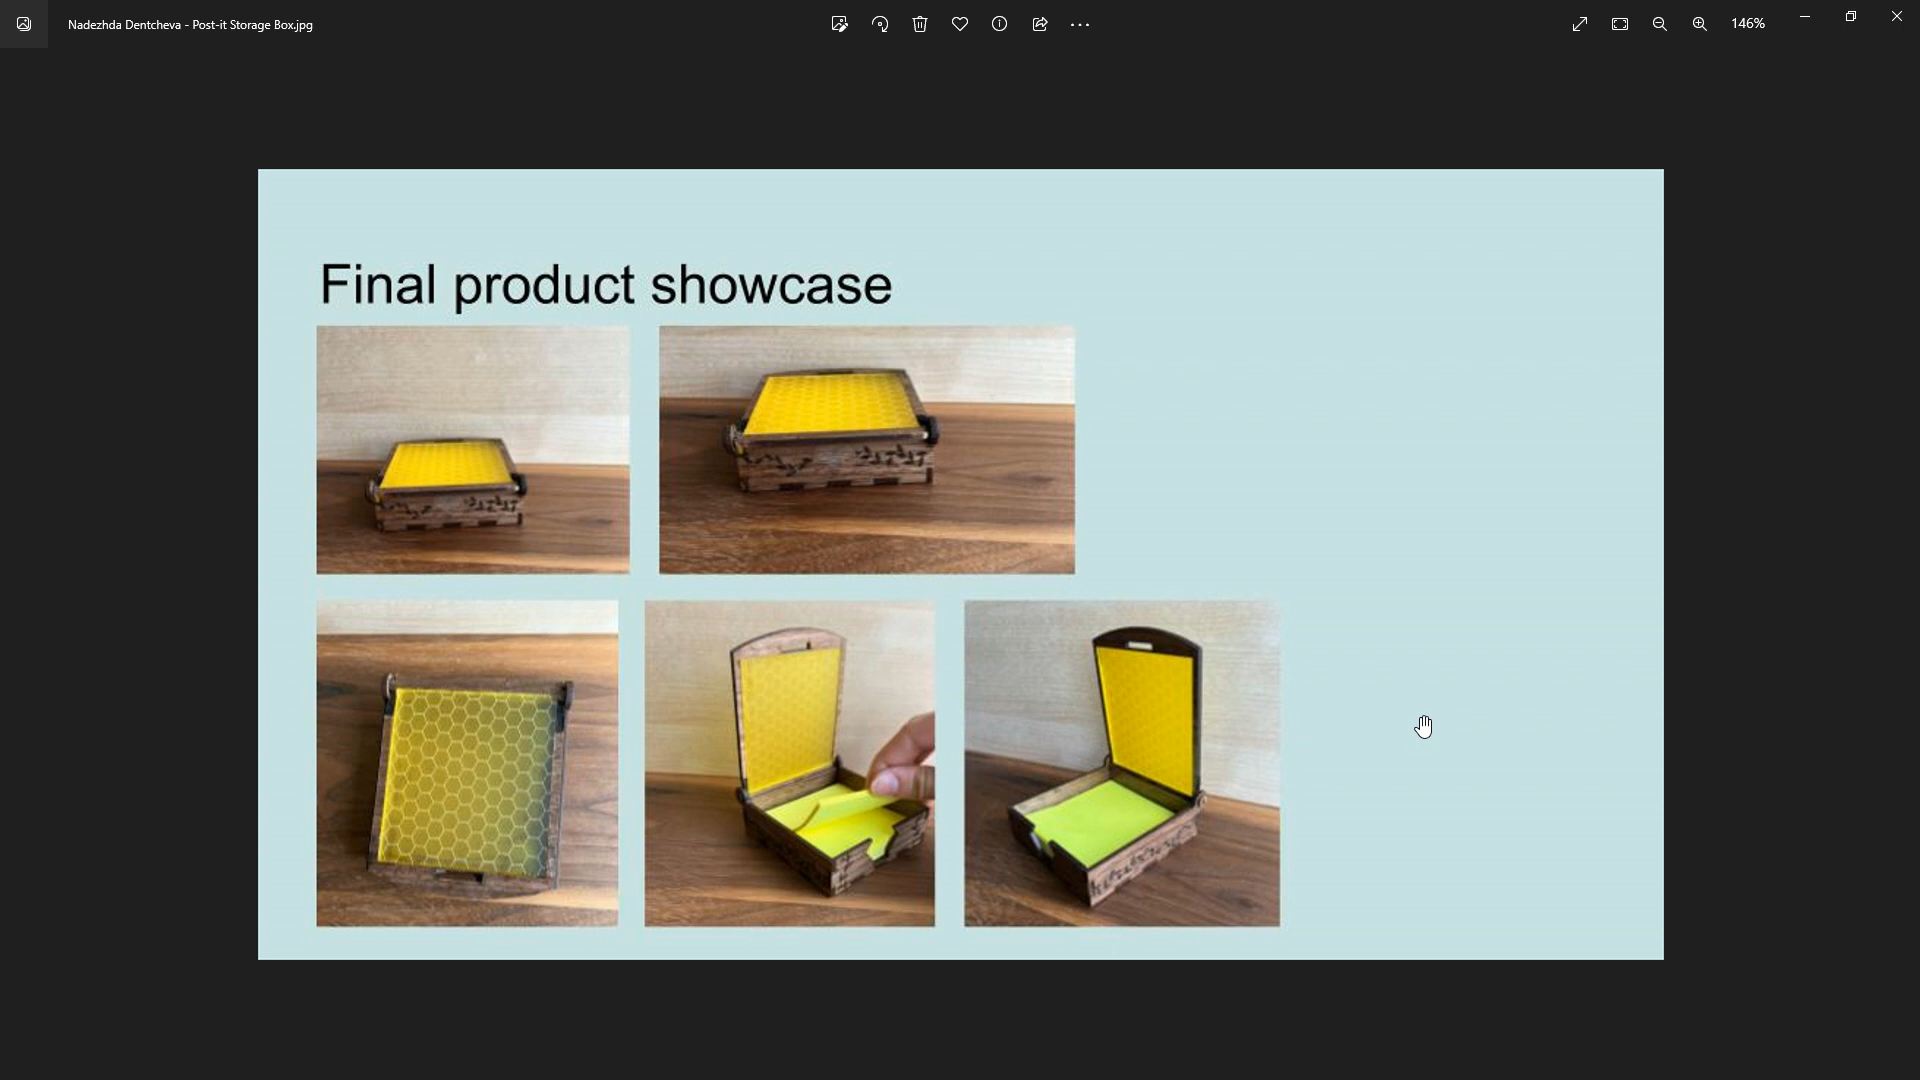 Nadezhda Dentcheva - Post-it Storage Box.jpg
146%
Final product showcase